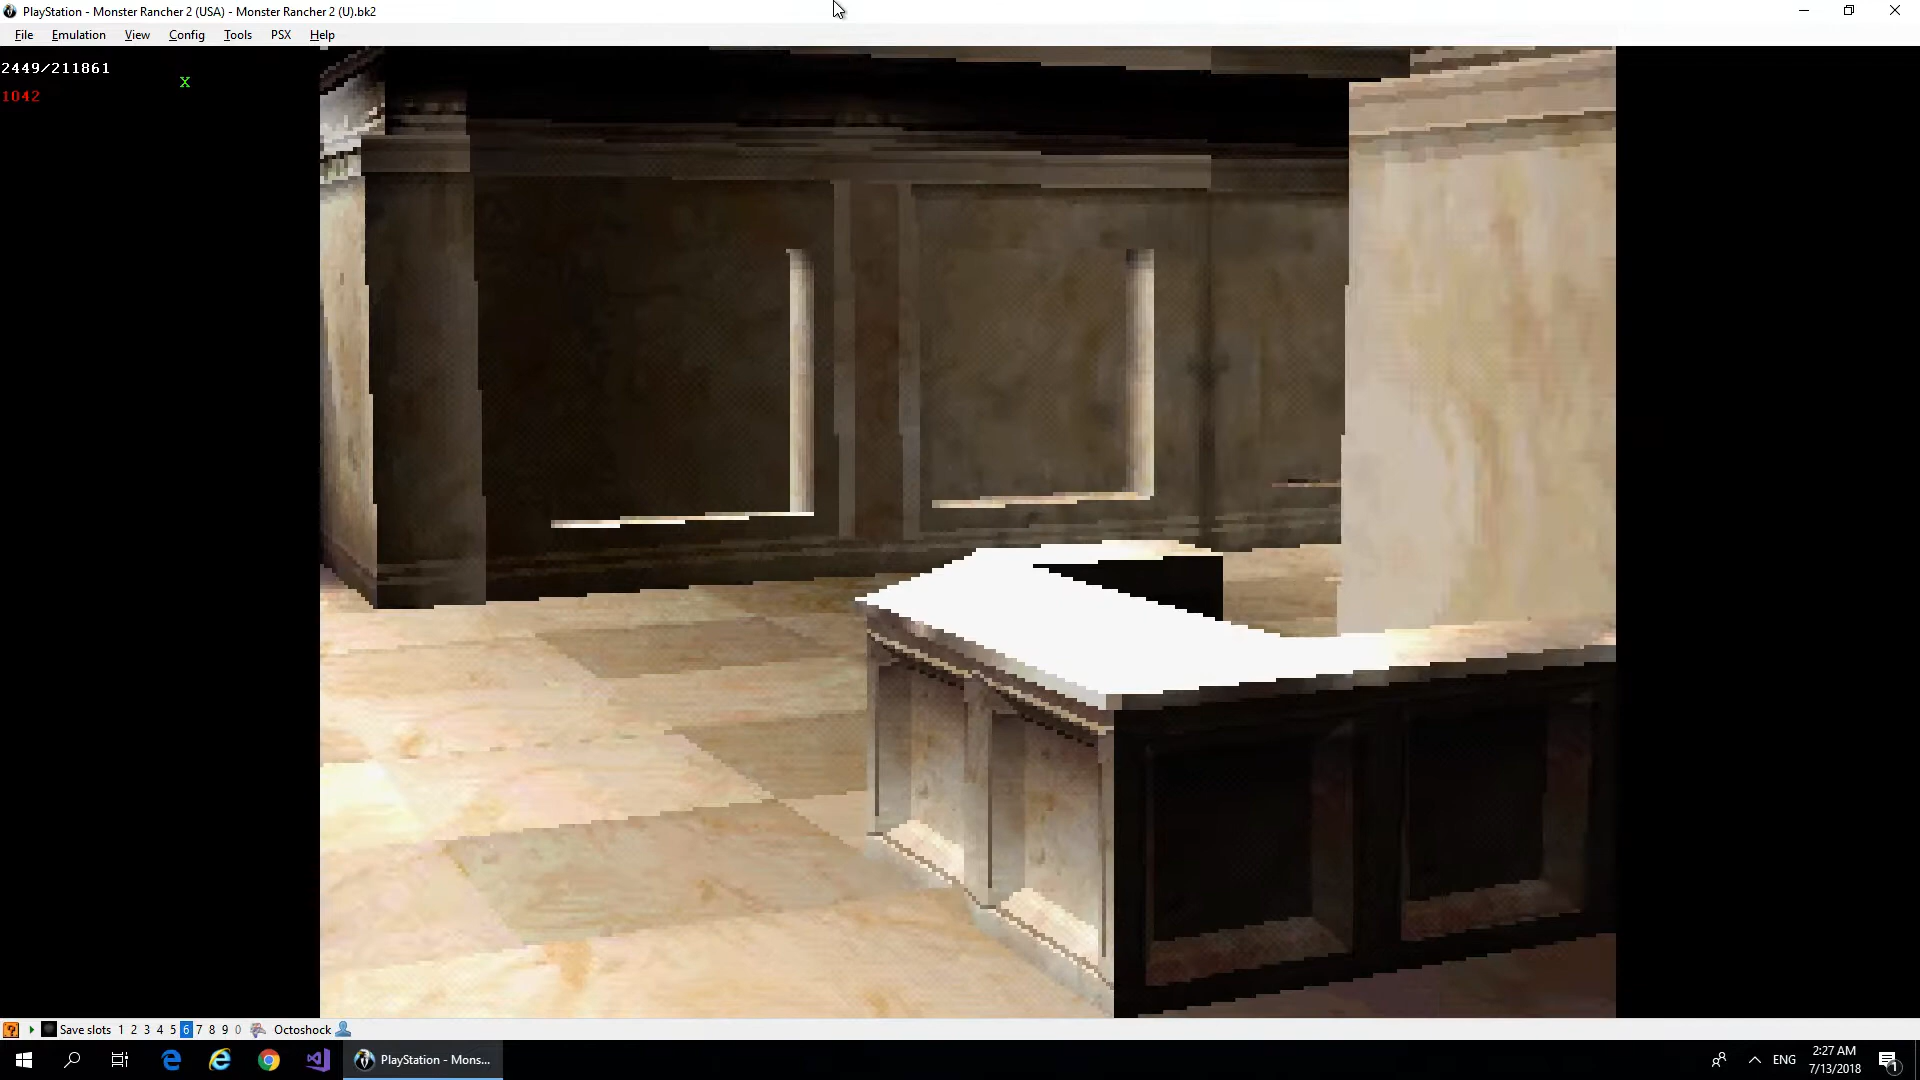 PlayStation - Monster Rancher 2 (USA) - Monster Rancher 2 (U).bk2
File Emulation View Config Tools PSX Help
2449/211861
X
1042
Save slots 1 2 3 4 5 6 7 8 9 0 Octoshock
PlayStation - Mons...
ENG
2:27 AM
7/13/2018
1